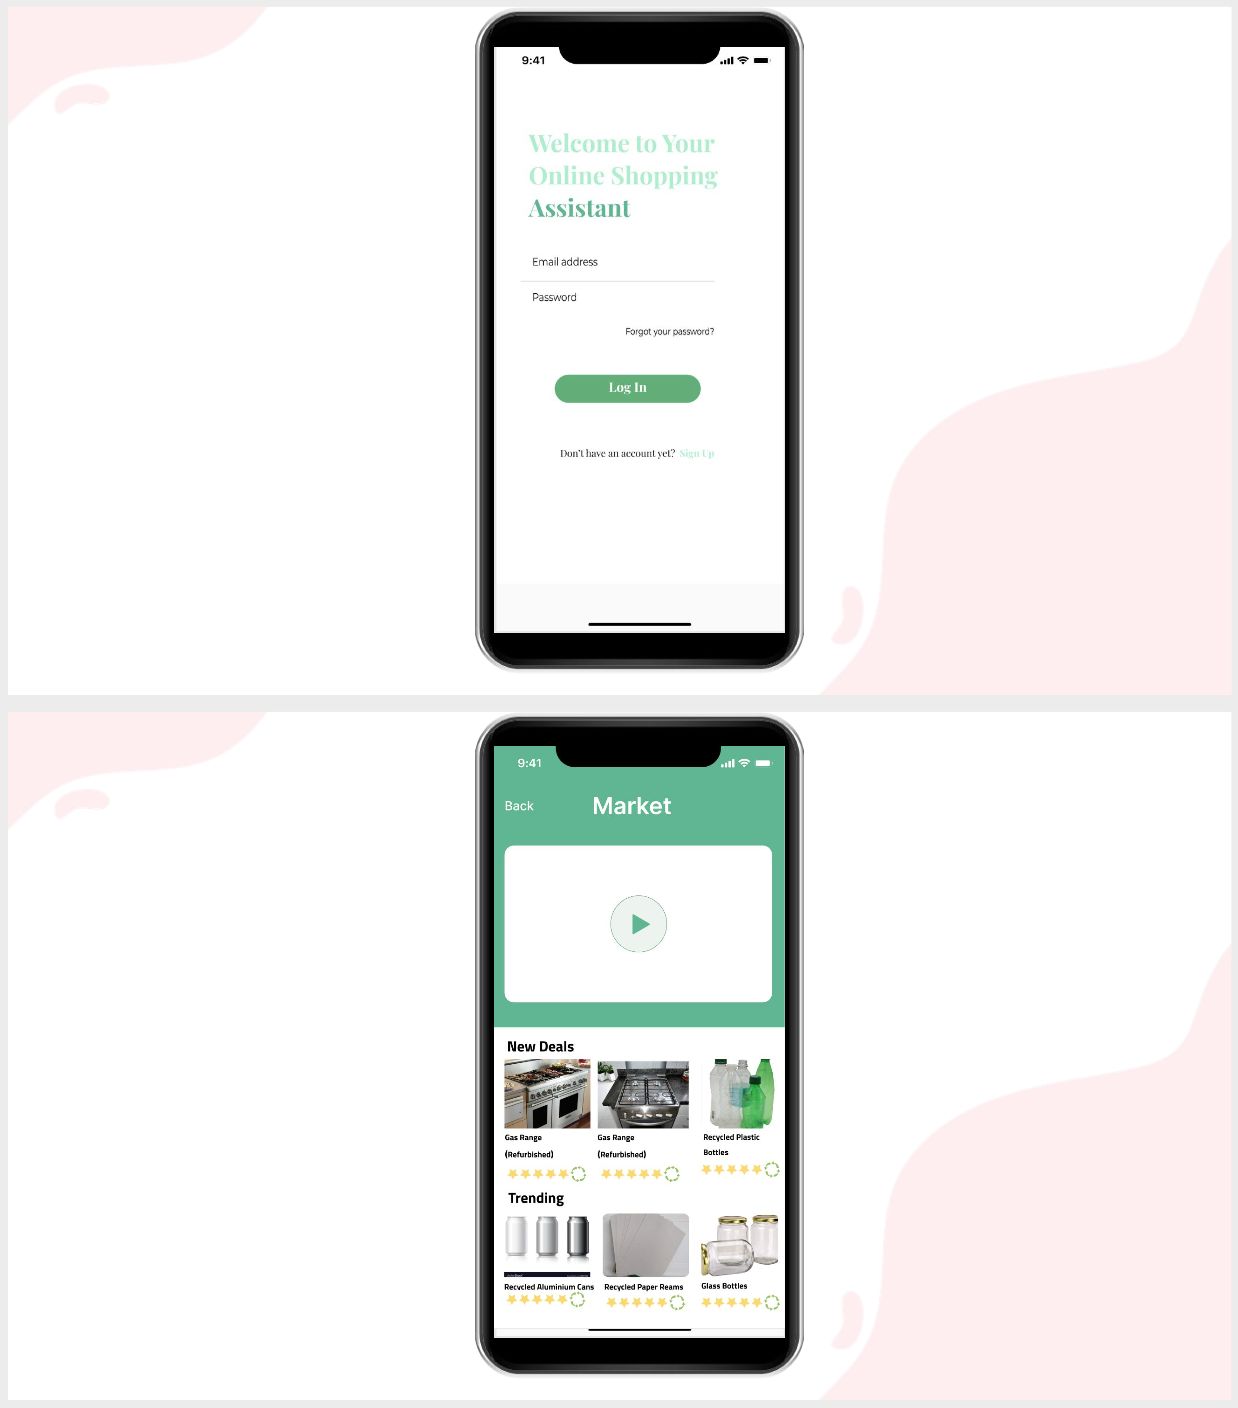 9:41
Welcome to Your
Online Shopping
Assistant
Email address
Password
Forgot your password?
Log In
Don't have an account yet? Sign Up
9:41
Back
Market
New Deals
Gas Range
(Refurbished)
Gas Range
(Refurbished)
Recycled Plastic
Bottles
Trending
Recycled Aluminium Cans
Recycled Paper Reams
Glass Bottles